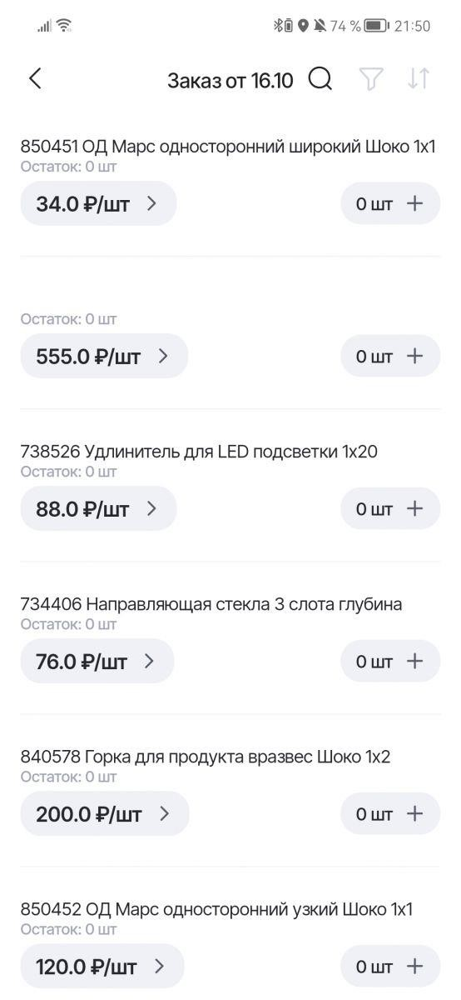 74 % 21:50
Заказ от 16.10
850451 ОД Марс односторонний широкий Шоко 1х1
Остаток: 0 шт
34.0 ₽/шт 0 шт +
Остаток: 0 шт
555.0 ₽/шт 0 шт +
738526 Удлинитель для LED подсветки 1х20
Остаток: 0 шт
88.0 ₽/шт 0 шт +
734406 Направляющая стекла 3 слота глубина
Остаток: 0 шт
76.0 ₽/шт 0 шт +
840578 Горка для продукта вразвес Шоко 1х2
Остаток: 0 шт
200.0 ₽/шт 0 шт +
850452 ОД Марс односторонний узкий Шоко 1х1
Остаток: 0 шт
120.0 ₽/шт 0 шт +